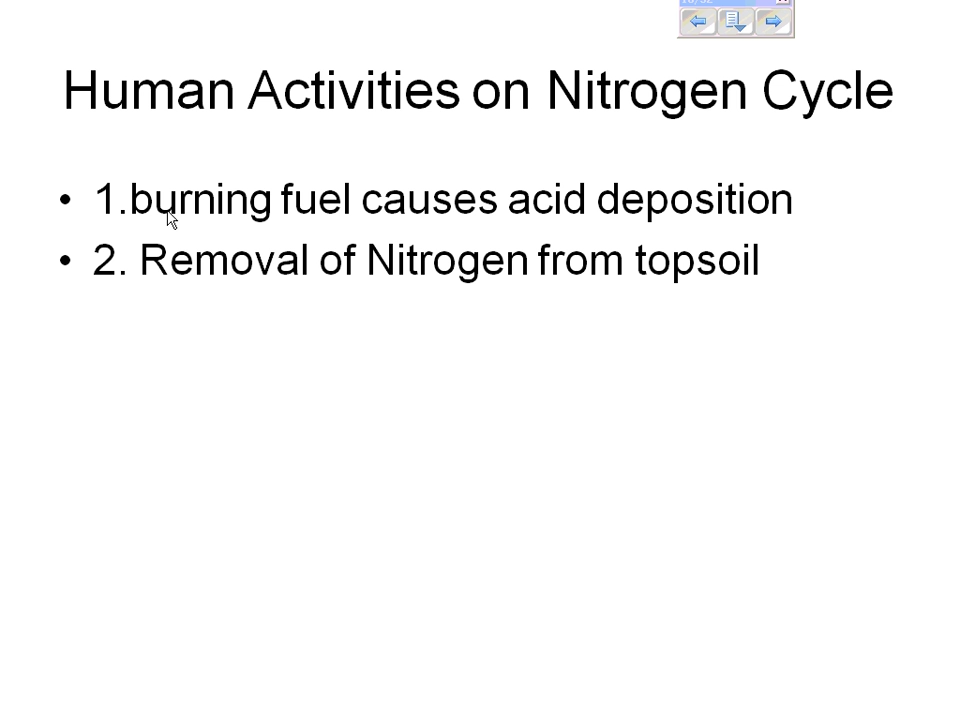 Human Activities on Nitrogen Cycle
• 1.burning fuel causes acid deposition
• 2. Removal of Nitrogen from topsoil